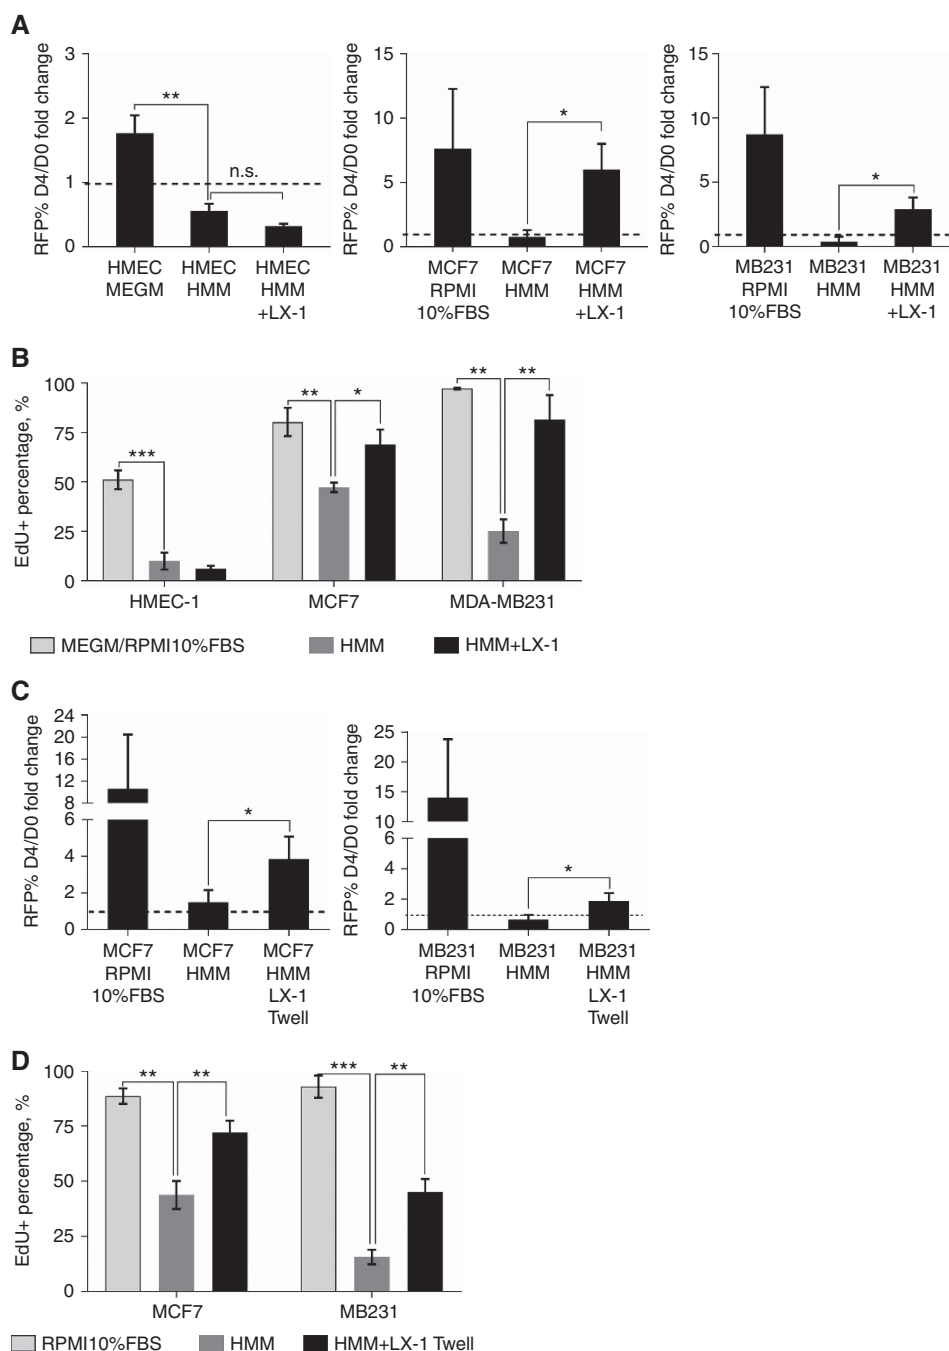 A
RFP% D4/D0 fold change
3
2
1
0
**
n.s.
HMEC
MEGM
HMEC
HMM
HMEC
HMM
+LX-1
RFP% D4/D0 fold change
15
10
5
0
*
MCF7
RPMI
10%FBS
MCF7
HMM
MCF7
HMM
+LX-1
RFP% D4/D0 fold change
15
10
5
0
*
MB231
RPMI
10%FBS
MB231
HMM
MB231
HMM
+LX-1
B
EdU+ percentage, %
100
75
50
25
0
***
**
*
**
**
HMEC-1
MCF7
MDA-MB231
MEGM/RPMI10%FBS
HMM
HMM+LX-1
C
RFP% D4/D0 fold change
24
20
16
12
8
6
4
2
0
*
MCF7
RPMI
10%FBS
MCF7
HMM
MCF7
HMM
LX-1
Twell
RFP% D4/D0 fold change
25
20
15
10
6
4
2
0
*
MB231
RPMI
10%FBS
MB231
HMM
MB231
HMM
LX-1
Twell
D
EdU+ percentage, %
100
75
50
25
0
**
**
***
**
MCF7
MB231
RPMI10%FBS
HMM
HMM+LX-1 Twell